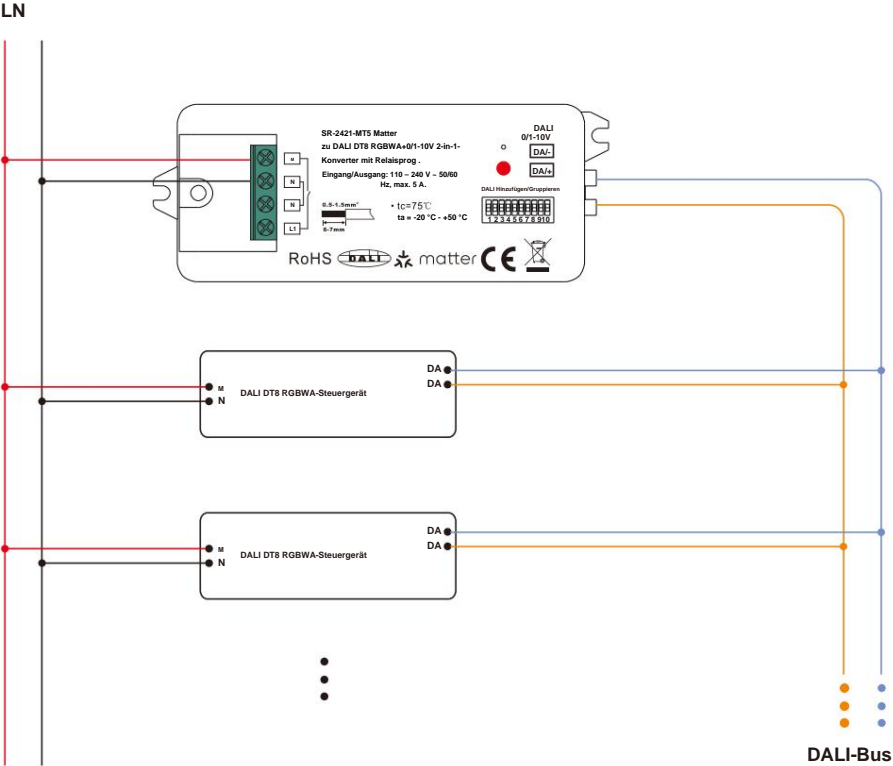 LN
SR-2421-MT5 Matter
zu DALI DT8 RGBWA+0/1-10V 2-in-1-
Konverter mit Relaisprog .
Eingang/Ausgang: 110 – 240 V ~ 50/60
Hz, max. 5 A.
0.5-1.5mm²
6-7mm
• tc=75℃
ta = -20 °C - +50 °C
M
N
N
L1
DALI
0/1-10V
DA/-
DA/+
DALI Hinzufügen/Gruppieren
1 2 3 4 5 6 7 8 9 10
RoHS DALI matter CE
M
N
DALI DT8 RGBWA-Steuergerät
DA
DA
M
N
DALI DT8 RGBWA-Steuergerät
DA
DA
DALI-Bus